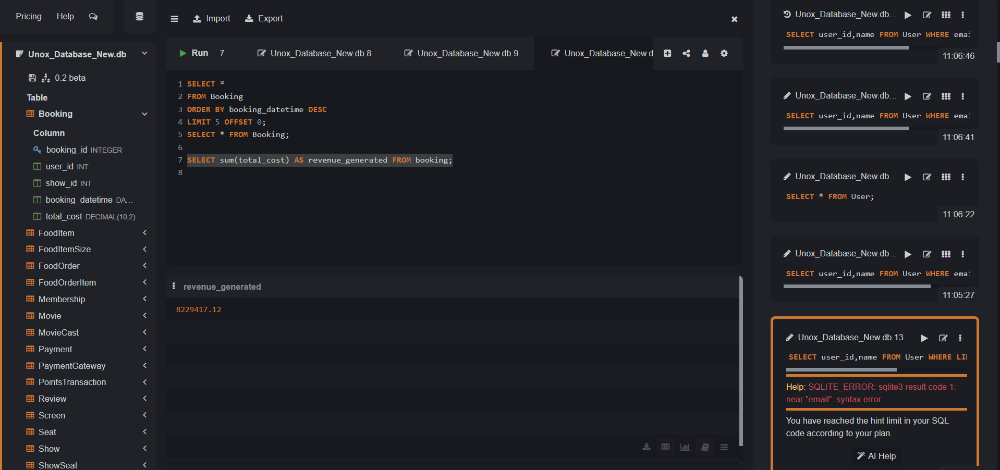 Pricing Help
Import Export
Unox_Database_New.db
0.2 beta
Table
Booking
Column
booking_id INTEGER
user_id INT
show_id INT
booking_datetime DA...
total_cost DECIMAL(10,2)
FoodItem
FoodItemSize
FoodOrder
FoodOrderItem
Membership
Movie
MovieCast
Payment
PaymentGateway
PointsTransaction
Review
Screen
Seat
Show
ShowSeat
Run 7 Unox_Database_New.db.8 Unox_Database_New.db.9 Unox_Database_New.d
1 SELECT *
2 FROM Booking
3 ORDER BY booking_datetime DESC
4 LIMIT 5 OFFSET 0;
5 SELECT * FROM Booking;
6
7 SELECT sum(total_cost) AS revenue_generated FROM booking;
8
revenue_generated
8229417.12
Unox_Database_New.db...
SELECT user_id,name FROM User WHERE emai
11:06:46
Unox_Database_New.db...
SELECT user_id,name FROM User WHERE emai
11:06:41
Unox_Database_New.db...
SELECT * FROM User;
11:06:22
Unox_Database_New.db...
SELECT user_id,name FROM User WHERE emai
11:05:27
Unox_Database_New.db.13
SELECT user_id,name FROM User WHERE LI
Help: SQLITE_ERROR: sqlite3 result code 1:
near "email": syntax error
You have reached the hint limit in your SQL
code according to your plan.
AI Help